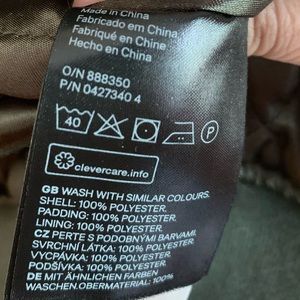 Made in China
Fabricado em China
Fabriqué en Chine
Hecho en China
O/N 888350
P/N 0427340 4
40
P
clevercare.info
GB WASH WITH SIMILAR COLOURS.
SHELL: 100% POLYESTER.
PADDING: 100% POLYESTER.
LINING: 100% POLYESTER.
CZ PERTE S PODOBNÝMI BARVAMI.
SVRCHNÍ LÁTKA: 100% POLYESTER.
VYCPÁVKA: 100% POLYESTER.
PODŠÍVKA: 100% POLYESTER.
DE MIT ÄHNLICHEN FARBEN
WASCHEN.OBERMATERIAL: 100%